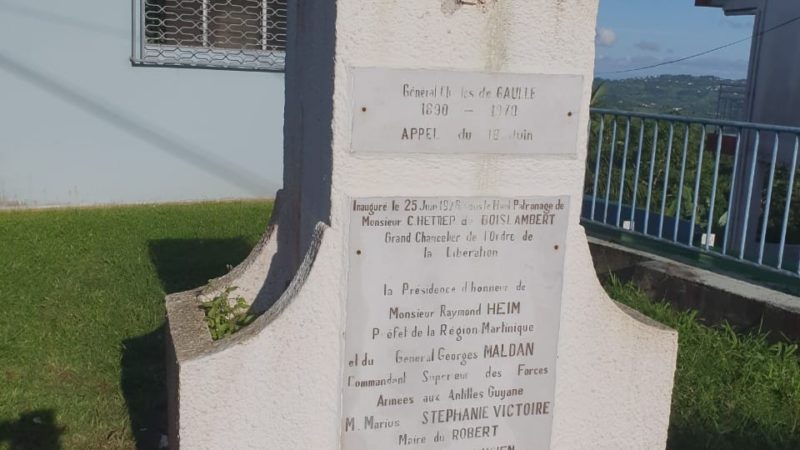 Général Charles de GAULLE
1890 - 1970
APPEL du 18 Juin
Inauguré le 25 Juin sous le Haut Patronage de
Monsieur C. HETTIER de BOISLAMBERT
Grand Chancelier de l'Ordre de
la Libération
la Présidence d'honneur de
Monsieur Raymond HEIM
Préfet de la Région Martinique
et du Général Georges MALDAN
Commandant Supérieur des Forces
Armées aux Antilles Guyane
M. Marius STEPHANIE VICTOIRE
Maire du ROBERT